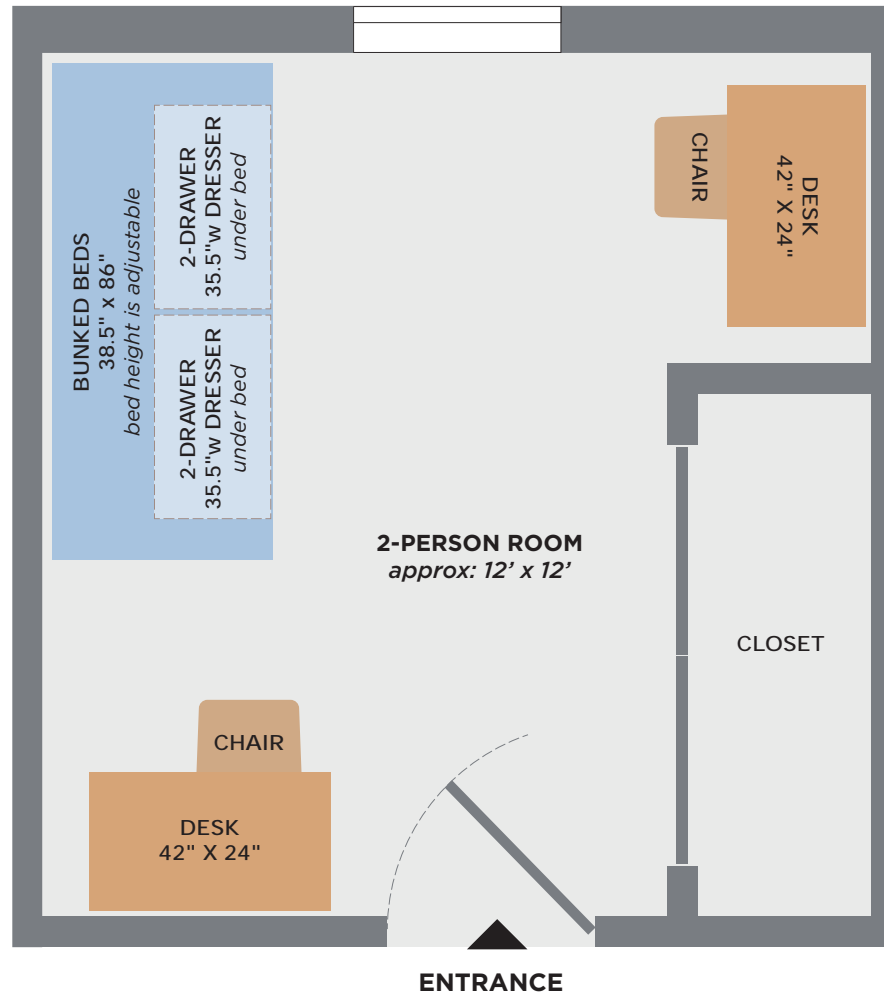 BUNKED BEDS
38.5" x 86"
bed height is adjustable
2-DRAWER
35.5"w DRESSER
under bed
2-DRAWER
35.5"w DRESSER
under bed
CHAIR
DESK
42" X 24"
2-PERSON ROOM
approx: 12’ x 12’
CLOSET
CHAIR
DESK
42" X 24"
ENTRANCE